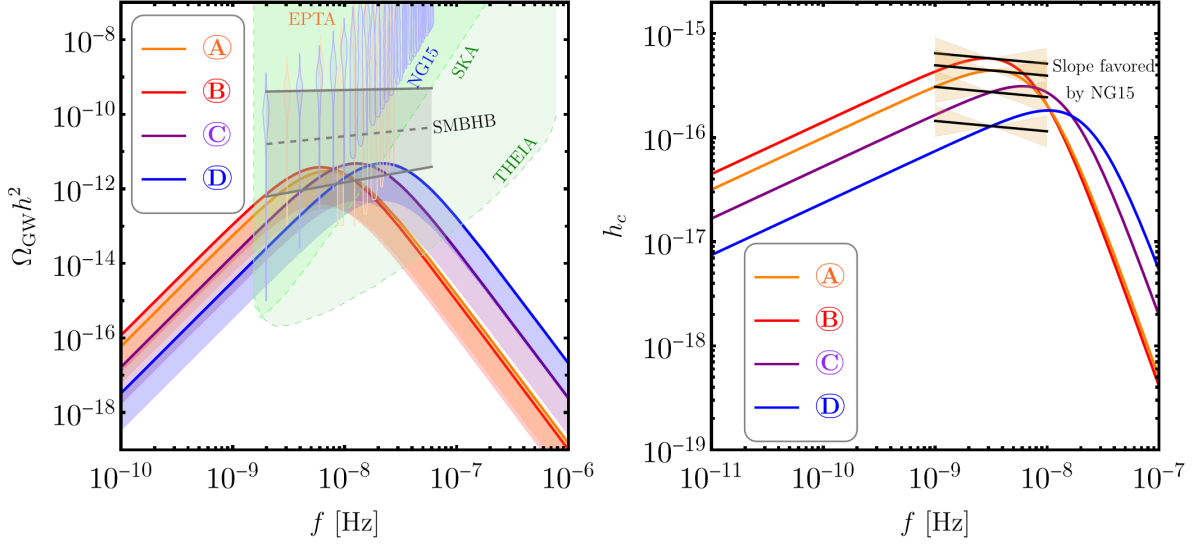 10⁻⁸
10⁻¹⁰
10⁻¹²
10⁻¹⁴
10⁻¹⁶
10⁻¹⁸
Ω_GW h²
A
B
C
D
EPTA
NG15
SKA
SMBHB
THEIA
10⁻¹⁰
10⁻⁹
10⁻⁸
10⁻⁷
10⁻⁶
f [Hz]
10⁻¹⁵
10⁻¹⁶
10⁻¹⁷
10⁻¹⁸
10⁻¹⁹
h_c
Slope favored
by NG15
A
B
C
D
10⁻¹¹
10⁻¹⁰
10⁻⁹
10⁻⁸
10⁻⁷
f [Hz]